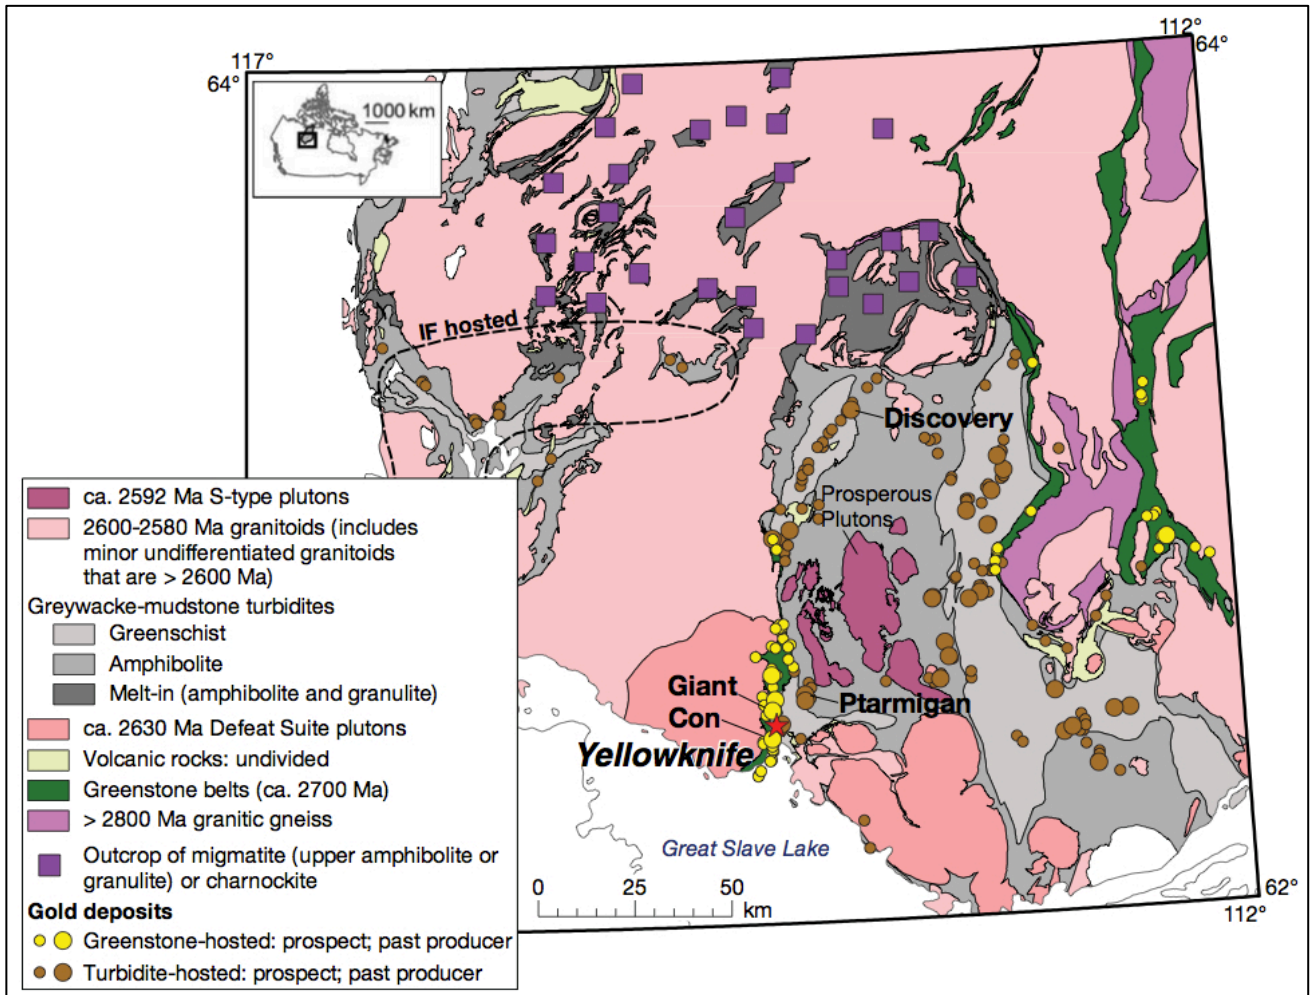 117°
64°
112°
64°
1000 km
IF hosted
Discovery
Prosperous
Plutons
Giant
Con
Ptarmigan
Yellowknife
Great Slave Lake
0 25 50
km
62°
112°
ca. 2592 Ma S-type plutons
2600-2580 Ma granitoids (includes
minor undifferentiated granitoids
that are > 2600 Ma)
Greywacke-mudstone turbidites
Greenschist
Amphibolite
Melt-in (amphibolite and granulite)
ca. 2630 Ma Defeat Suite plutons
Volcanic rocks: undivided
Greenstone belts (ca. 2700 Ma)
> 2800 Ma granitic gneiss
Outcrop of migmatite (upper amphibolite or
granulite) or charnockite
Gold deposits
Greenstone-hosted: prospect; past producer
Turbidite-hosted: prospect; past producer